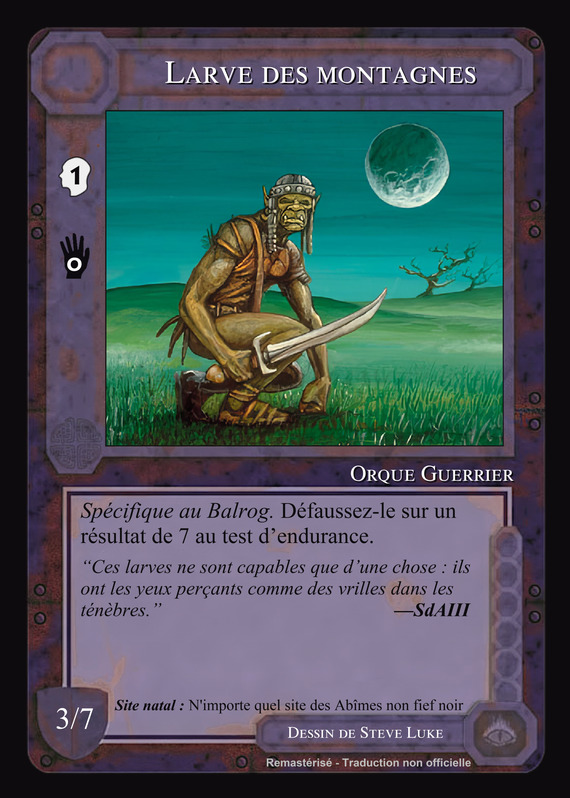 Larve des montagnes
1
0
Orque Guerrier
Spécifique au Balrog. Défaussez-le sur un
résultat de 7 au test d'endurance.
“Ces larves ne sont capables que d'une chose : ils
ont les yeux perçants comme des vrilles dans les
ténèbres.” —SdAIII
Site natal : N'importe quel site des Abîmes non fief noir
3/7
Dessin de Steve Luke
Remastérisé - Traduction non officielle